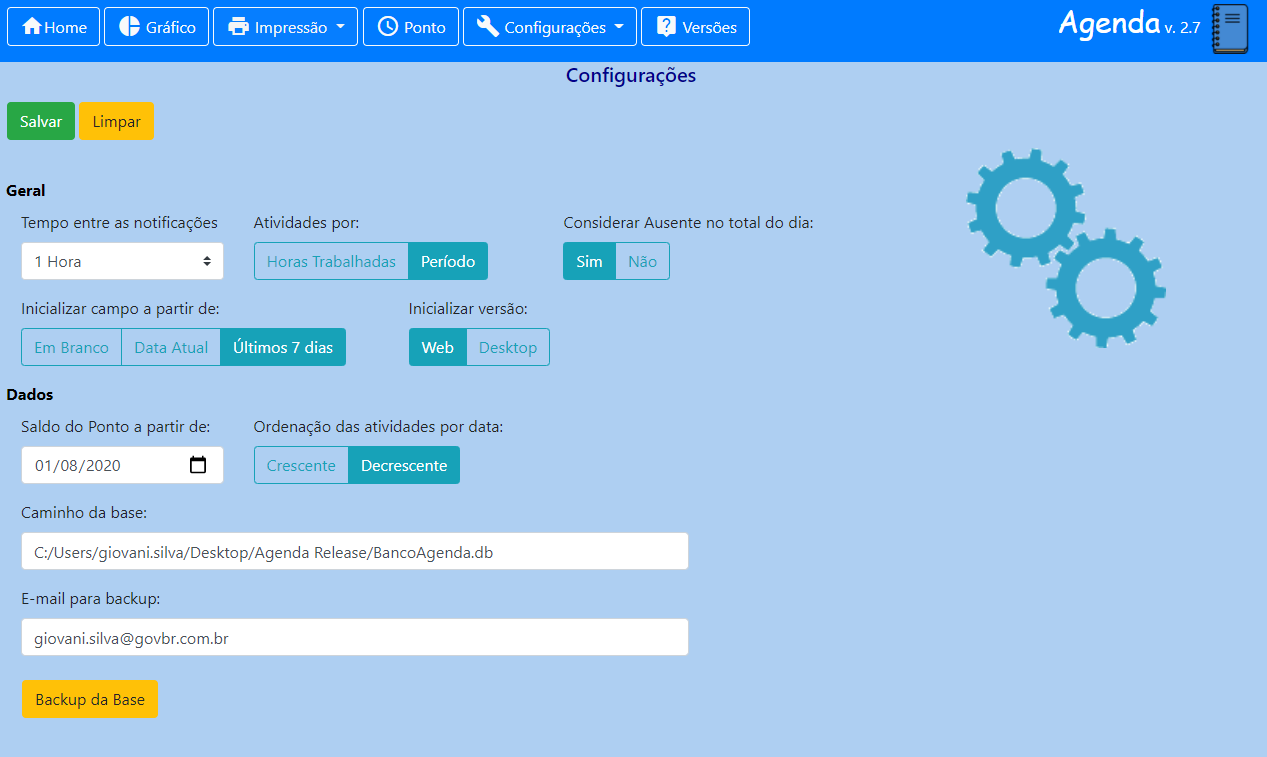 Home Gráfico Impressão Ponto Configurações Versões Agenda v. 2.7
Configurações
Salvar Limpar
Geral
Tempo entre as notificações Atividades por: Considerar Ausente no total do dia:
1 Hora Horas Trabalhadas Período Sim Não
Inicializar campo a partir de: Inicializar versão:
Em Branco Data Atual Últimos 7 dias Web Desktop
Dados
Saldo do Ponto a partir de: Ordenação das atividades por data:
01/08/2020 Crescente Decrescente
Caminho da base:
C:/Users/giovani.silva/Desktop/Agenda Release/BancoAgenda.db
E-mail para backup:
giovani.silva@govbr.com.br
Backup da Base